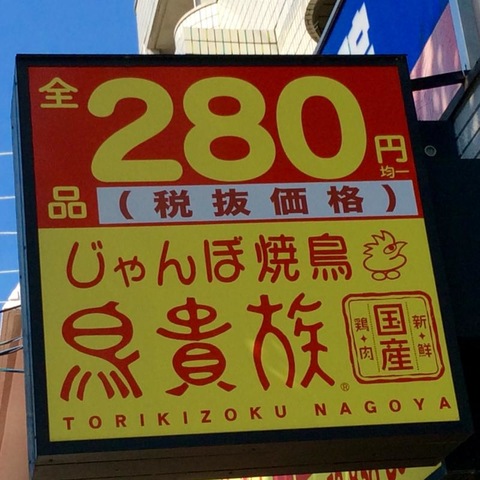 全品 280円均一
(税抜価格)
じゃんぼ焼鳥
鳥貴族®
新・鮮
国産
鶏・肉
TORIKIZOKU NAGOYA